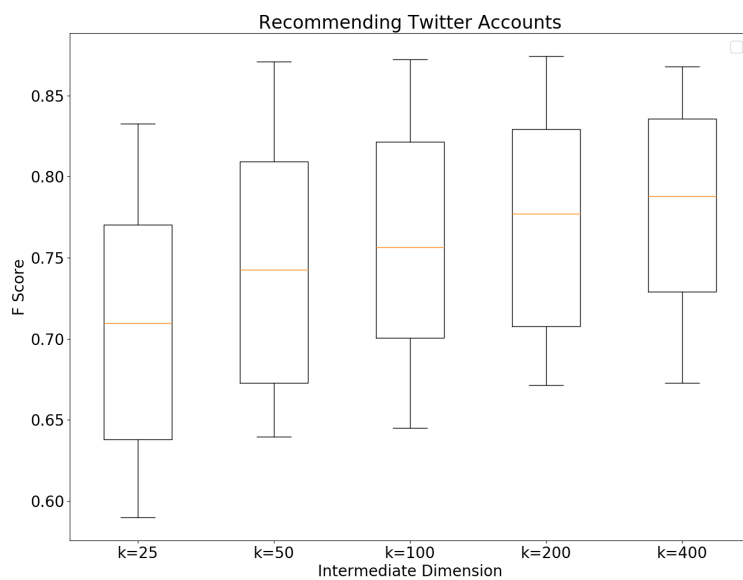 Recommending Twitter Accounts
F Score
0.85
0.80
0.75
0.70
0.65
0.60
k=25 k=50 k=100 k=200 k=400
Intermediate Dimension